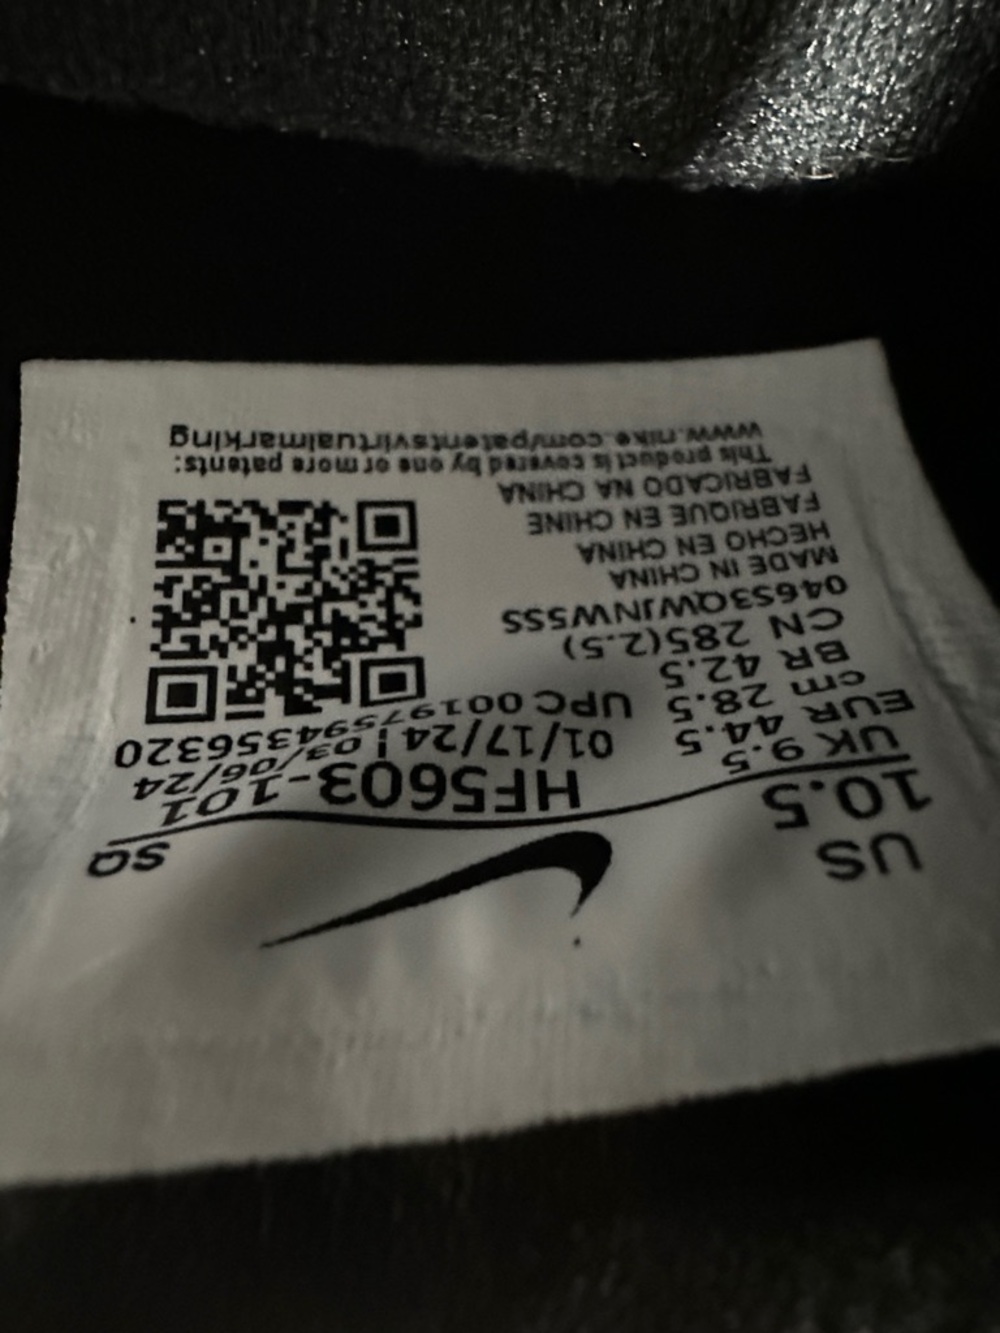 US
10.5
SQ
UK 9.5
EUR 44.5
cm 28.5
BR 42.5
CN 285(2.5)
HF5603-101
01/17/24 | 03/06/24
UPC 00197594356320
046S3QWJNW5SS
MADE IN CHINA
HECHO EN CHINA
FABRIQUE EN CHINE
FABRICADO NA CHINA
This product is covered by one or more patents:
www.nike.com/patentsvirtualmarking